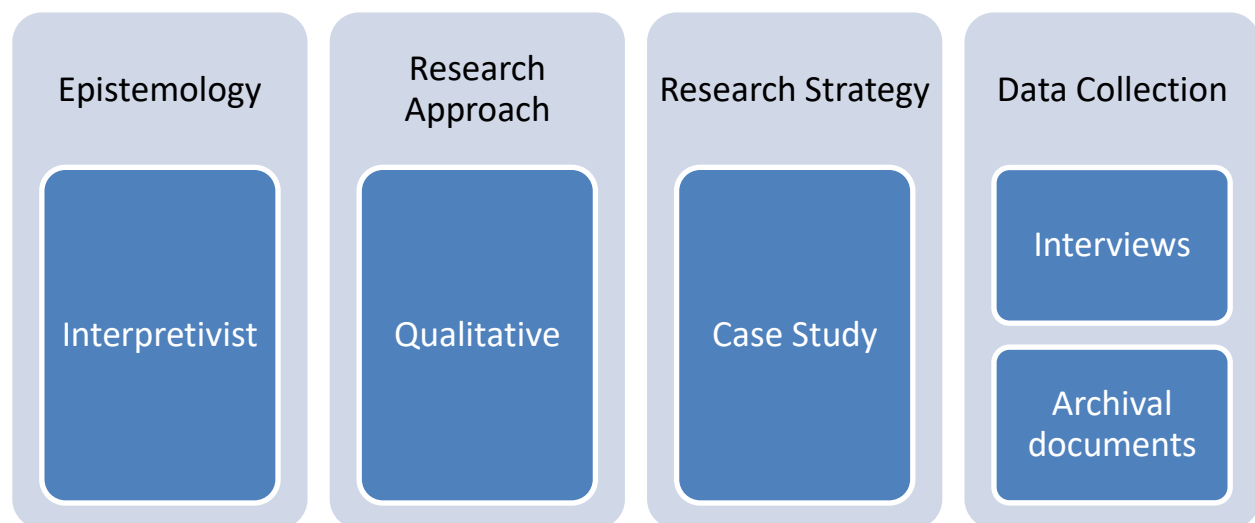 Epistemology
Interpretivist
Research
Approach
Qualitative
Research Strategy
Case Study
Data Collection
Interviews
Archival
documents